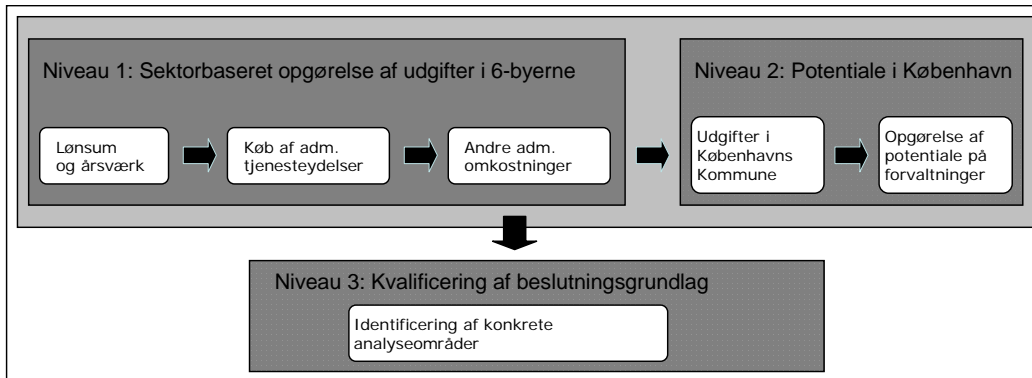 Niveau 1: Sektorbaseret opgørelse af udgifter i 6-byerne
Lønsum
og årsværk
Køb af adm.
tjenesteydelser
Andre adm.
omkostninger
Niveau 2: Potentiale i København
Udgifter i
Københavns
Kommune
Opgørelse af
potentiale på
forvaltninger
Niveau 3: Kvalificering af beslutningsgrundlag
Identificering af konkrete
analyseområder